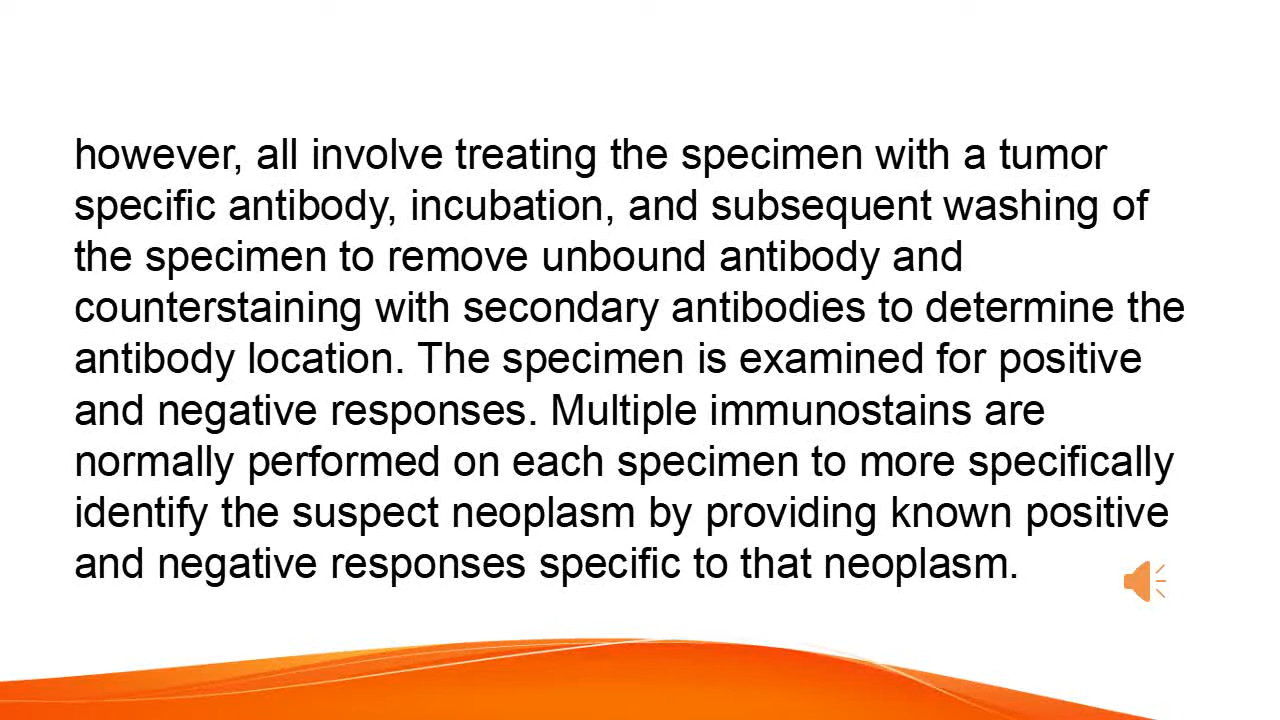 however, all involve treating the specimen with a tumor
specific antibody, incubation, and subsequent washing of
the specimen to remove unbound antibody and
counterstaining with secondary antibodies to determine the
antibody location. The specimen is examined for positive
and negative responses. Multiple immunostains are
normally performed on each specimen to more specifically
identify the suspect neoplasm by providing known positive
and negative responses specific to that neoplasm.